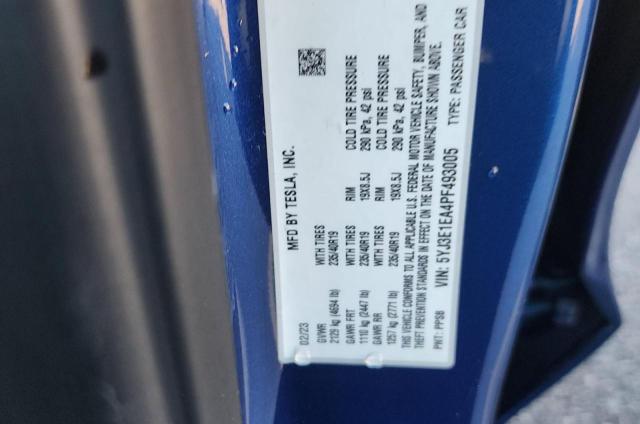 MFD BY TESLA, INC.
02/23
GVWR WITH TIRES RIM COLD TIRE PRESSURE
2129 kg (4694 lb) 235/40R19 19X8.5J 290 kPa, 42 psi
GAWR FRT WITH TIRES RIM COLD TIRE PRESSURE
1110 kg (2447 lb) 235/40R19 19X8.5J 290 kPa, 42 psi
GAWR RR
1257 kg (2771 lb)
THIS VEHICLE CONFORMS TO ALL APPLICABLE U.S. FEDERAL MOTOR VEHICLE SAFETY, BUMPER, AND
THEFT PREVENTION STANDARDS IN EFFECT ON THE DATE OF MANUFACTURE SHOWN ABOVE.
VIN: 5YJ3E1EA4PF493005 TYPE: PASSENGER CAR
PNT: PPSB